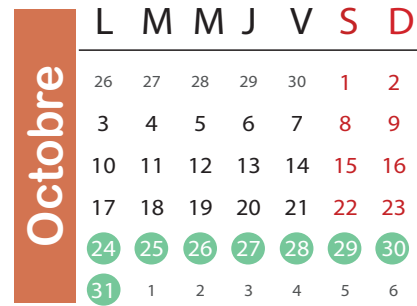 Octobre
L M M J V S D
26 27 28 29 30 1 2
3 4 5 6 7 8 9
10 11 12 13 14 15 16
17 18 19 20 21 22 23
24 25 26 27 28 29 30
31 1 2 3 4 5 6